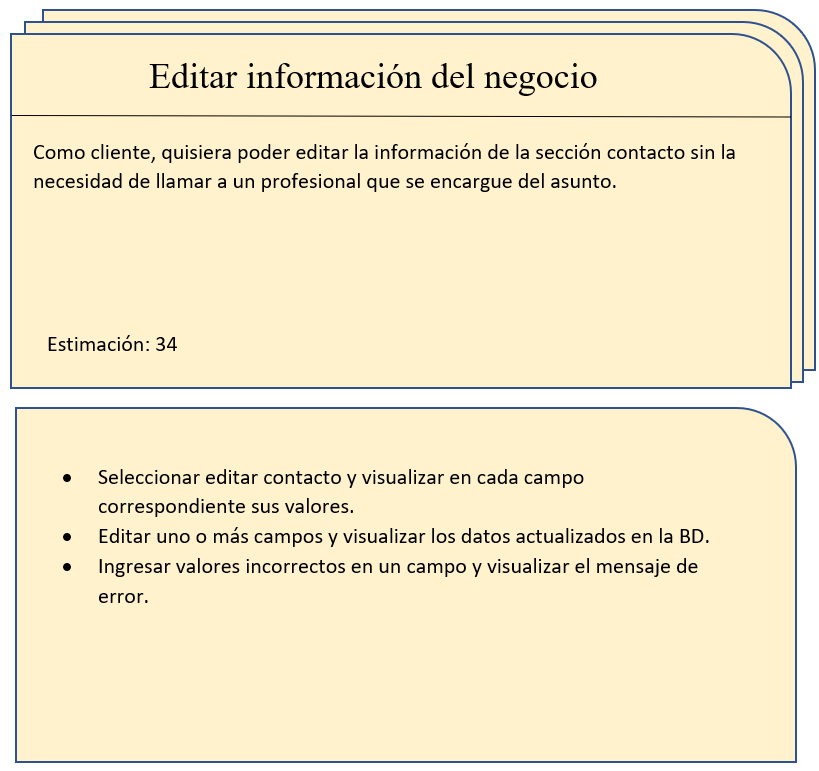 Editar información del negocio
Como cliente, quisiera poder editar la información de la sección contacto sin la
necesidad de llamar a un profesional que se encargue del asunto.
Estimación: 34
• Seleccionar editar contacto y visualizar en cada campo
correspondiente sus valores.
• Editar uno o más campos y visualizar los datos actualizados en la BD.
• Ingresar valores incorrectos en un campo y visualizar el mensaje de
error.